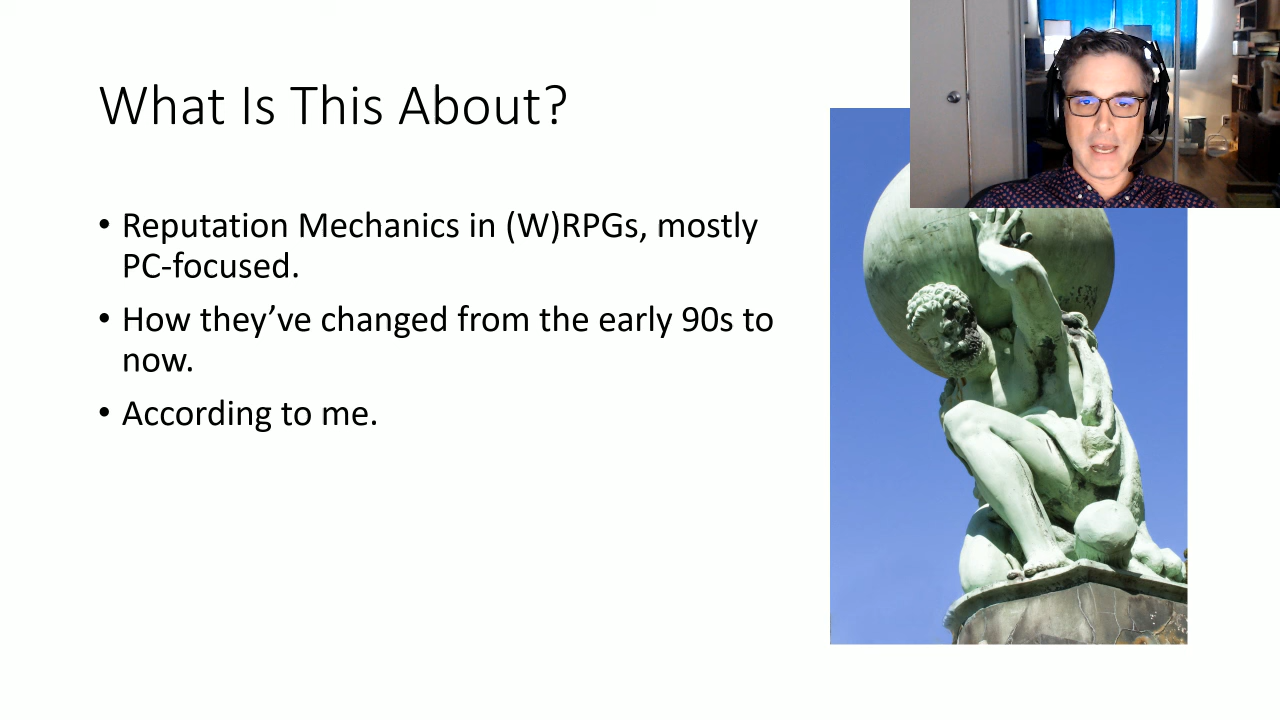 What Is This About?
• Reputation Mechanics in (W)RPGs, mostly
PC-focused.
• How they’ve changed from the early 90s to
now.
• According to me.